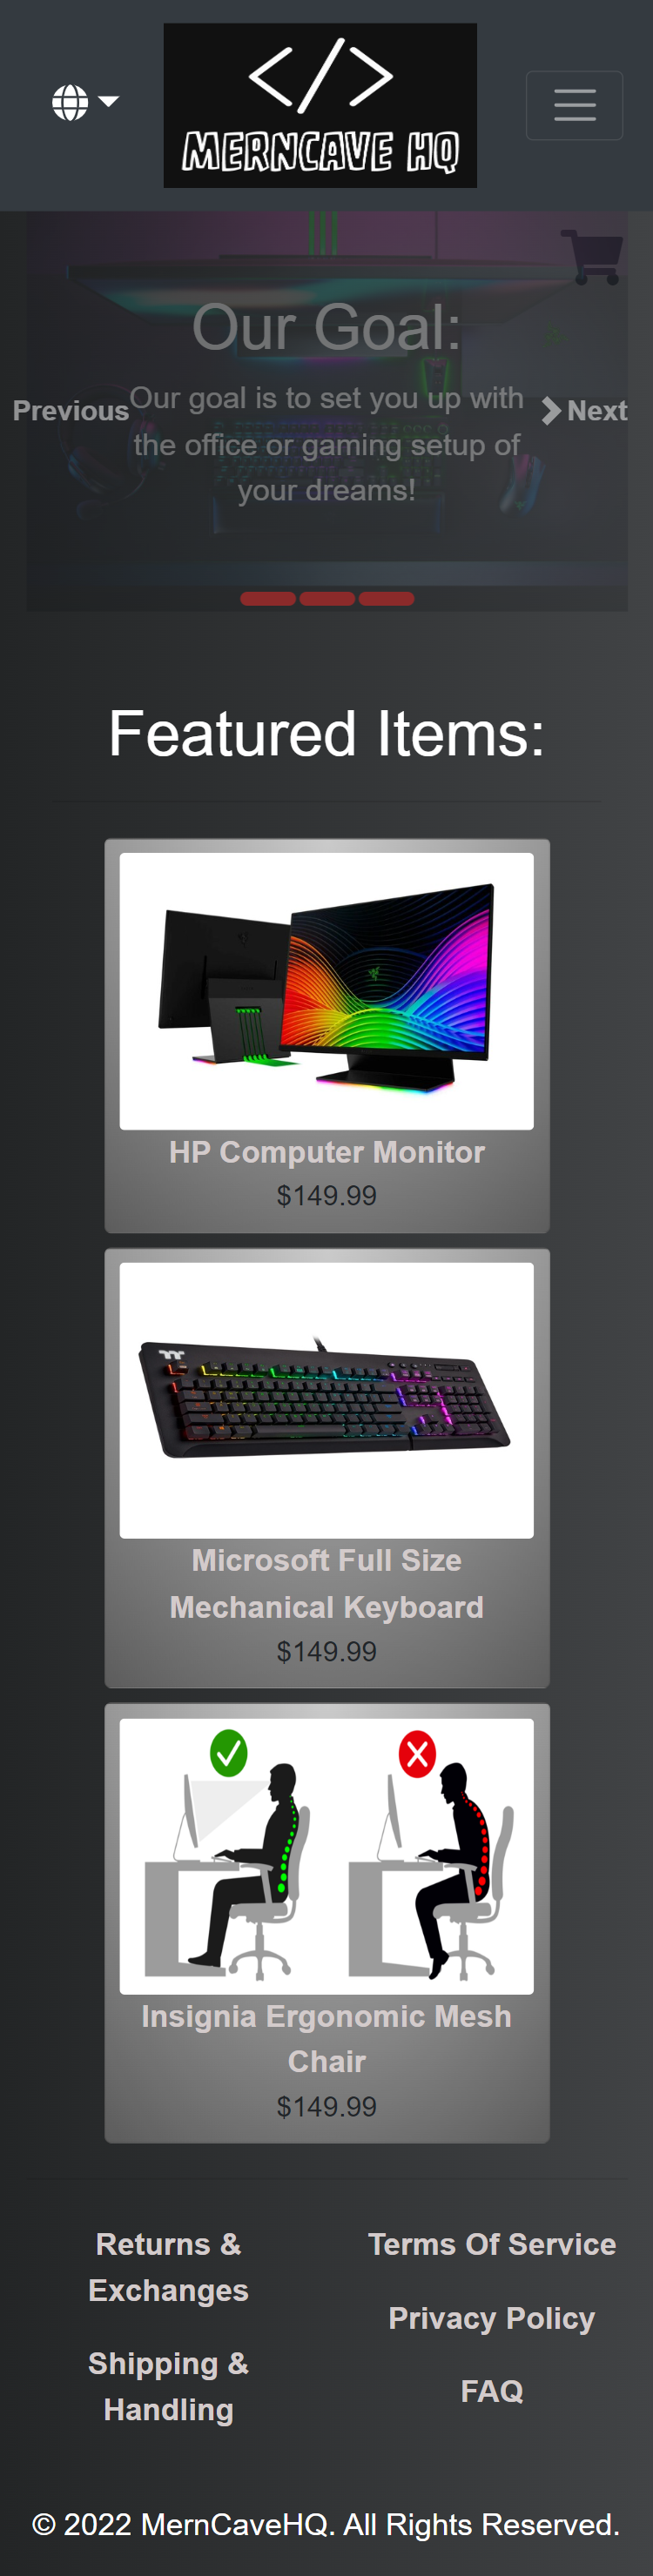 </>
MERNCAVE HQ
Our Goal:
Our goal is to set you up with
the office or gaming setup of
your dreams!
Previous
Next
Featured Items:
HP Computer Monitor
$149.99
Microsoft Full Size
Mechanical Keyboard
$149.99
Insignia Ergonomic Mesh
Chair
$149.99
Returns &
Exchanges
Shipping &
Handling
Terms Of Service
Privacy Policy
FAQ
© 2022 MernCaveHQ. All Rights Reserved.